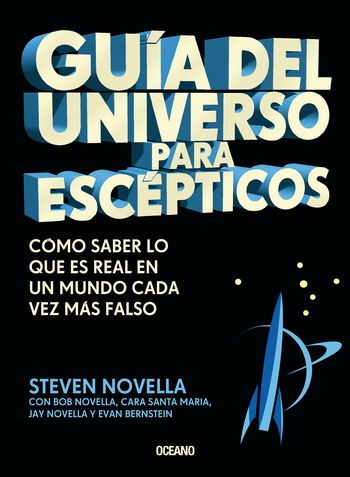 GUÍA DEL
UNIVERSO
PARA
ESCÉPTICOS
CÓMO SABER LO
QUE ES REAL EN
UN MUNDO CADA
VEZ MÁS FALSO
STEVEN NOVELLA
CON BOB NOVELLA, CARA SANTA MARIA,
JAY NOVELLA Y EVAN BERNSTEIN
OCEANO